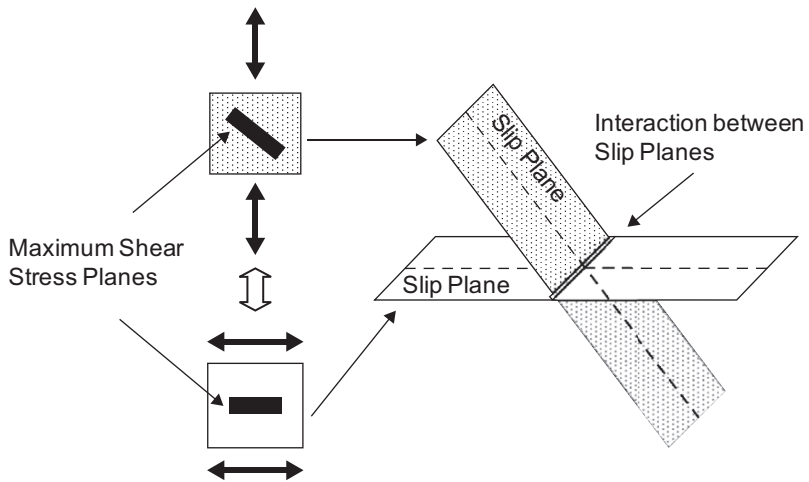 Slip Plane
Interaction between
Slip Planes
Maximum Shear
Stress Planes
Slip Plane